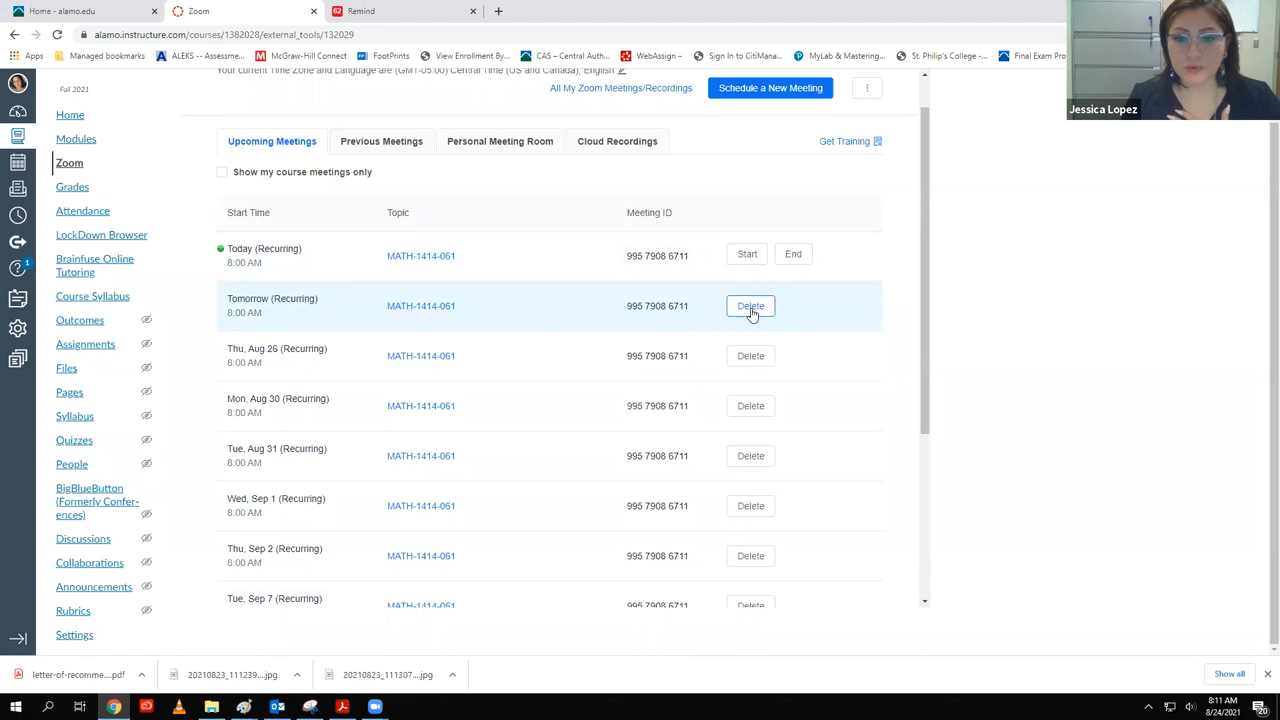 Home - alamo.edu
Zoom
Remind
alamo.instructure.com/courses/1382028/external_tools/132029
Apps
Managed bookmarks
ALEKS -- Assessme...
McGraw-Hill Connect
FootPrints
View Enrollment By...
CAS – Central Auth...
WebAssign –
Sign In to CitiMana...
MyLab & Mastering...
St. Philip's College -...
Final Exam Pro
Jessica Lopez
Fall 2021
Home
Modules
Zoom
Grades
Attendance
LockDown Browser
Brainfuse Online
Tutoring
Course Syllabus
Outcomes
Assignments
Files
Pages
Syllabus
Quizzes
People
BigBlueButton
(Formerly Confer-
ences)
Discussions
Collaborations
Announcements
Rubrics
Settings
1
Your current Time Zone and Language are (GMT-05:00) Central Time (US and Canada), English
All My Zoom Meetings/Recordings
Schedule a New Meeting
Upcoming Meetings
Previous Meetings
Personal Meeting Room
Cloud Recordings
Get Training
Show my course meetings only
Start Time
Topic
Meeting ID
Today (Recurring)
8:00 AM
MATH-1414-061
995 7908 6711
Start
End
Tomorrow (Recurring)
8:00 AM
MATH-1414-061
995 7908 6711
Delete
Thu, Aug 26 (Recurring)
8:00 AM
MATH-1414-061
995 7908 6711
Delete
Mon, Aug 30 (Recurring)
8:00 AM
MATH-1414-061
995 7908 6711
Delete
Tue, Aug 31 (Recurring)
8:00 AM
MATH-1414-061
995 7908 6711
Delete
Wed, Sep 1 (Recurring)
8:00 AM
MATH-1414-061
995 7908 6711
Delete
Thu, Sep 2 (Recurring)
8:00 AM
MATH-1414-061
995 7908 6711
Delete
Tue, Sep 7 (Recurring)
MATH-1414-061
995 7908 6711
Delete
letter-of-recomme....pdf
20210823_111239...jpg
20210823_111307...jpg
Show all
8:11 AM
8/24/2021
20